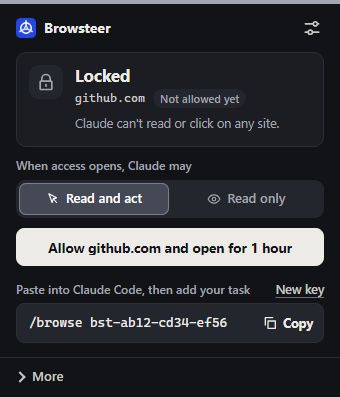 Browsteer
Locked
github.com Not allowed yet
Claude can't read or click on any site.
When access opens, Claude may
Read and act Read only
Allow github.com and open for 1 hour
Paste into Claude Code, then add your task New key
/browse bst-ab12-cd34-ef56 Copy
More